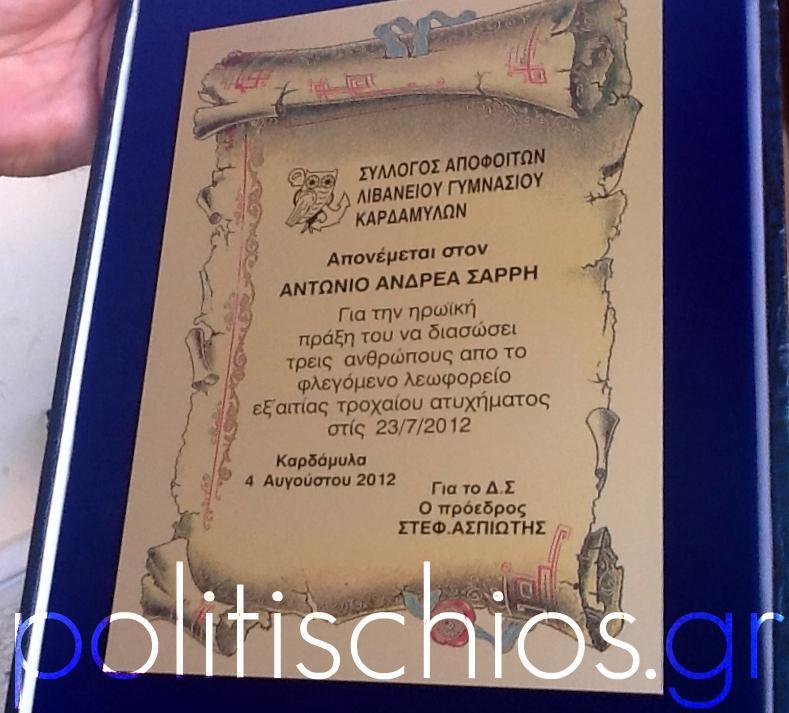 ΣΥΛΛΟΓΟΣ ΑΠΟΦΟΙΤΩΝ
ΛΙΒΑΝΕΙΟΥ ΓΥΜΝΑΣΙΟΥ
ΚΑΡΔΑΜΥΛΩΝ
Απονέμεται στον
ΑΝΤΩΝΙΟ ΑΝΔΡΕΑ ΣΑΡΡΗ
Για την ηρωϊκή
πράξη του να διασώσει
τρεις ανθρώπους απο το
φλεγόμενο λεωφορείο
εξ΄αιτίας τροχαίου ατυχήματος
στίς 23/7/2012
Καρδάμυλα
4 Αυγούστου 2012
Για το Δ.Σ
Ο πρόεδρος
ΣΤΕΦ.ΑΣΠΙΩΤΗΣ
politischios.gr